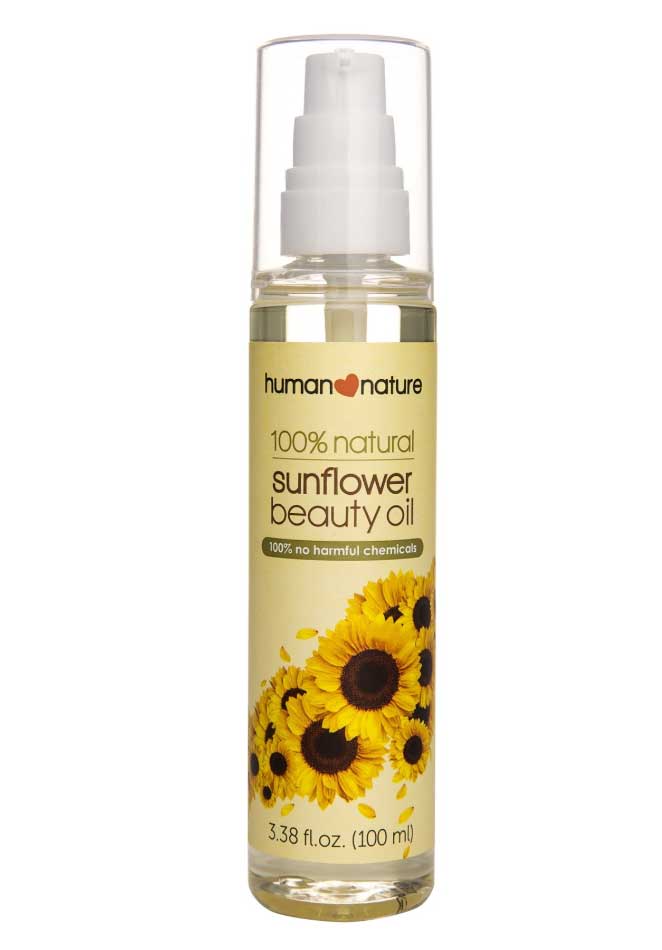 human nature
100% natural
sunflower
beauty oil
100% no harmful chemicals
3.38 fl.oz. (100 ml)